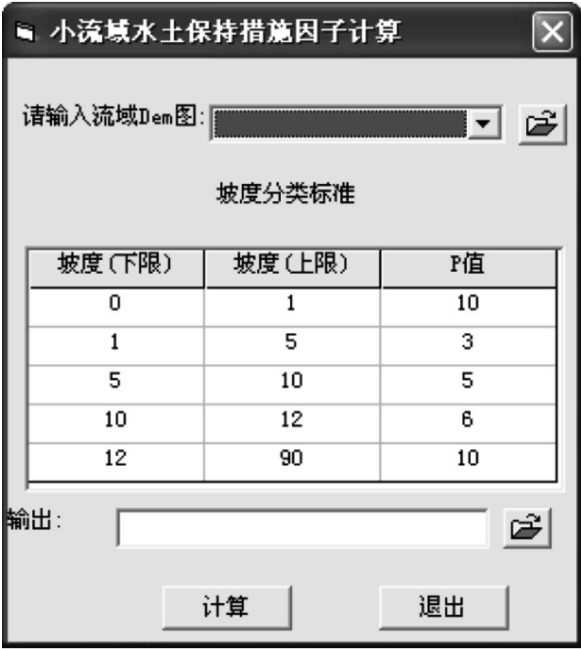 小流域水土保持措施因子计算
请输入流域Dem图:
坡度分类标准
坡度(下限) 坡度(上限) P值
0 1 10
1 5 3
5 10 5
10 12 6
12 90 10
输出:
计算 退出